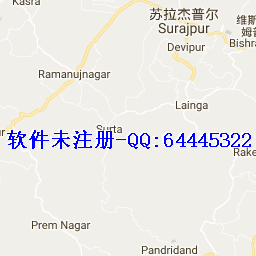 Kasra
苏拉杰普尔
Surajpur
Devipur
Ramanujnagar
Lainga
Surta
软件未注册-QQ:64445322
Prem Nagar
Pandridand